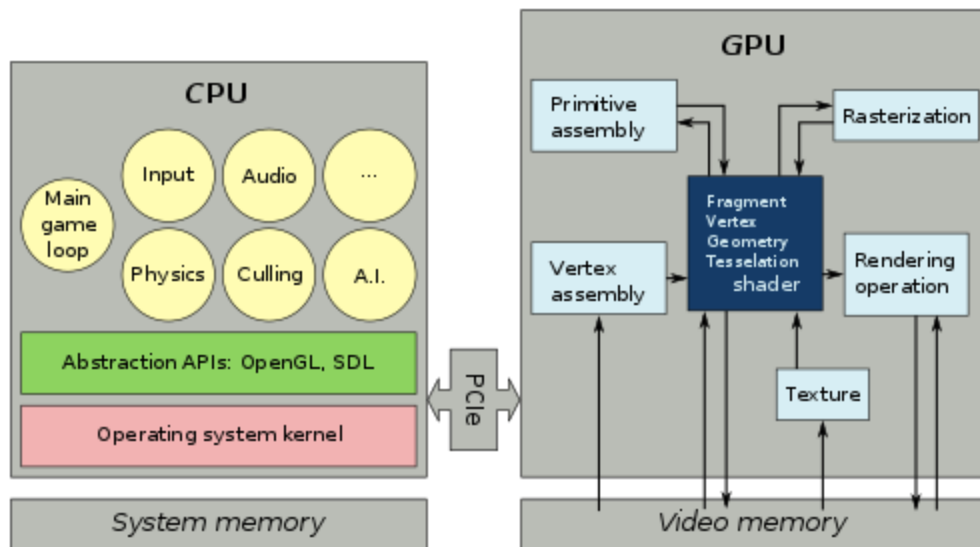 CPU
Main
game
loop
Input
Audio
...
Physics
Culling
A.I.
Abstraction APIs: OpenGL, SDL
Operating system kernel
System memory
PCIe
GPU
Primitive
assembly
Rasterization
Fragment
Vertex
Geometry
Tesselation
shader
Vertex
assembly
Rendering
operation
Texture
Video memory